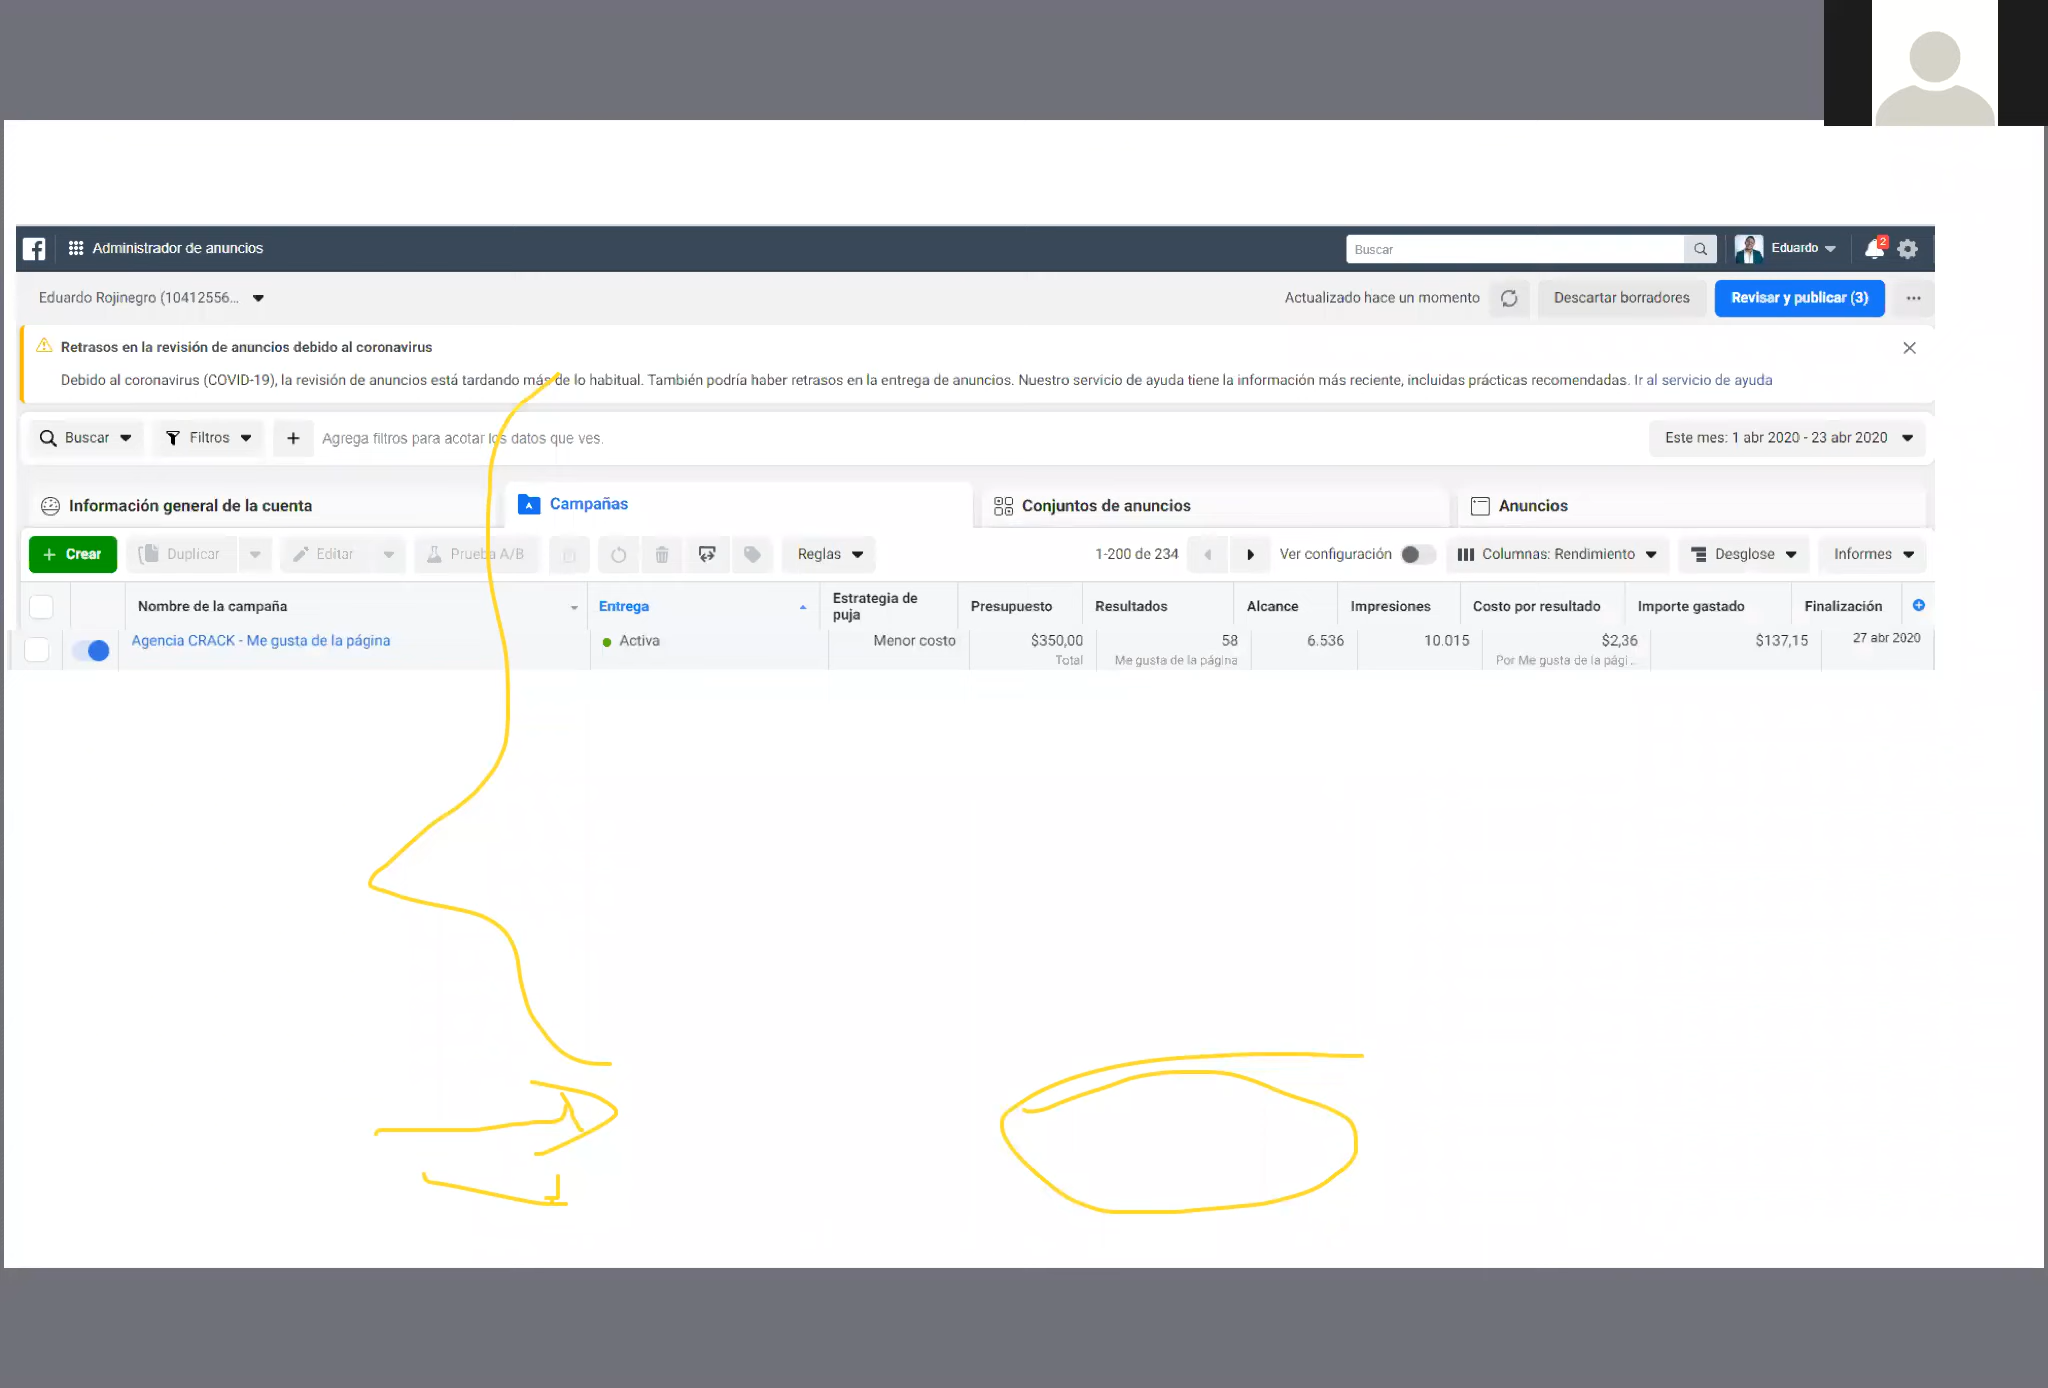 Administrador de anuncios
Buscar
Eduardo
2
Eduardo Rojinegro (10412556...
Actualizado hace un momento
Descartar borradores
Revisar y publicar (3)
Retrasos en la revisión de anuncios debido al coronavirus
Debido al coronavirus (COVID-19), la revisión de anuncios está tardando más de lo habitual. También podría haber retrasos en la entrega de anuncios. Nuestro servicio de ayuda tiene la información más reciente, incluidas prácticas recomendadas. Ir al servicio de ayuda
Buscar
Filtros
Agrega filtros para acotar los datos que ves.
Este mes: 1 abr 2020 - 23 abr 2020
Información general de la cuenta
Campañas
Conjuntos de anuncios
Anuncios
+ Crear
Duplicar
Editar
Prueba A/B
Reglas
1-200 de 234
Ver configuración
Columnas: Rendimiento
Desglose
Informes
Nombre de la campaña
Entrega
Estrategia de puja
Presupuesto
Resultados
Alcance
Impresiones
Costo por resultado
Importe gastado
Finalización
Agencia CRACK - Me gusta de la página
Activa
Menor costo
$350,00
Total
58
Me gusta de la página
6.536
10.015
$2,36
Por Me gusta de la pági...
$137,15
27 abr 2020